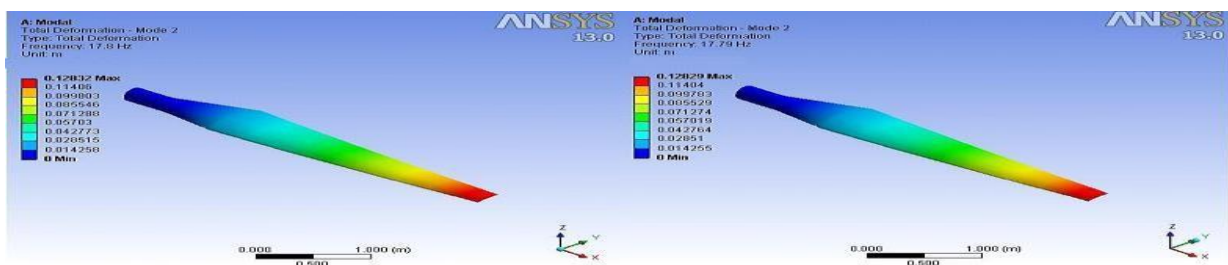 A: Modal
Total Deformation - Mode 2
Type: Total Deformation
Frequency: 17.8 Hz
Unit: m
ANSYS
13.0
0.12832 Max
0.11406
0.099803
0.085546
0.071288
0.05703
0.042773
0.028515
0.014258
0 Min
0.000
1.000 (m)
0.500
Z
Y
X
A: Modal
Total Deformation - Mode 2
Type: Total Deformation
Frequency: 17.79 Hz
Unit: m
ANSYS
13.0
0.12829 Max
0.11404
0.099783
0.085529
0.071274
0.057019
0.042764
0.02851
0.014255
0 Min
0.000
1.000 (m)
0.500
Z
Y
X